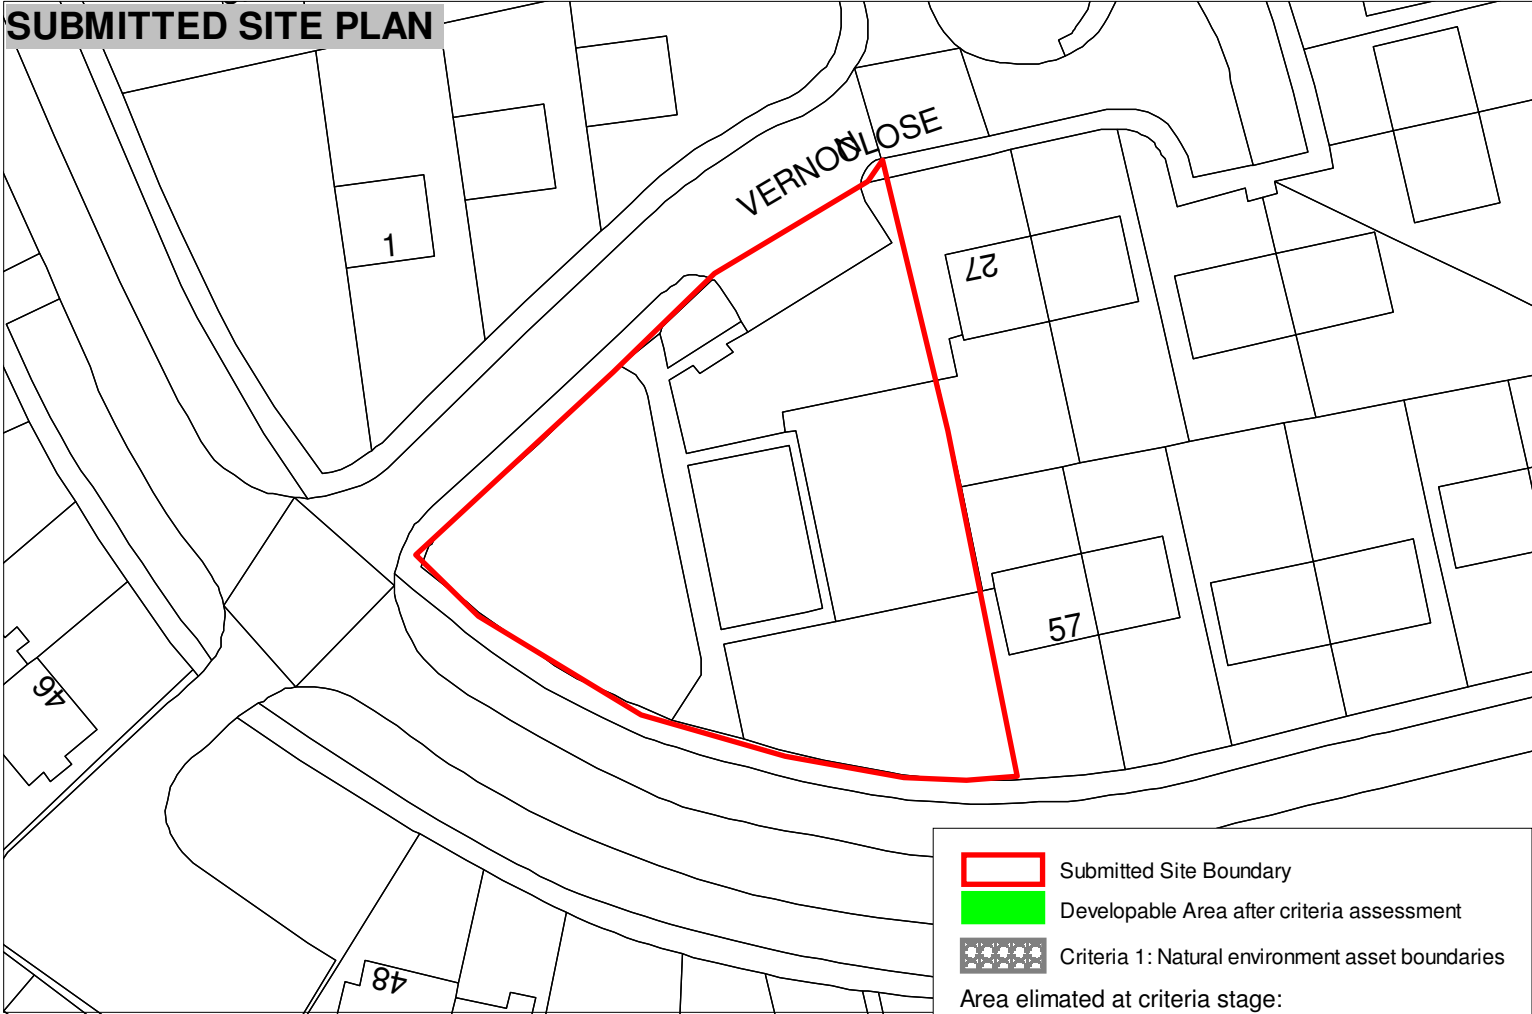 SUBMITTED SITE PLAN
VERNON CLOSE
1
27
57
46
48
Submitted Site Boundary
Developable Area after criteria assessment
Criteria 1: Natural environment asset boundaries
Area elimated at criteria stage: